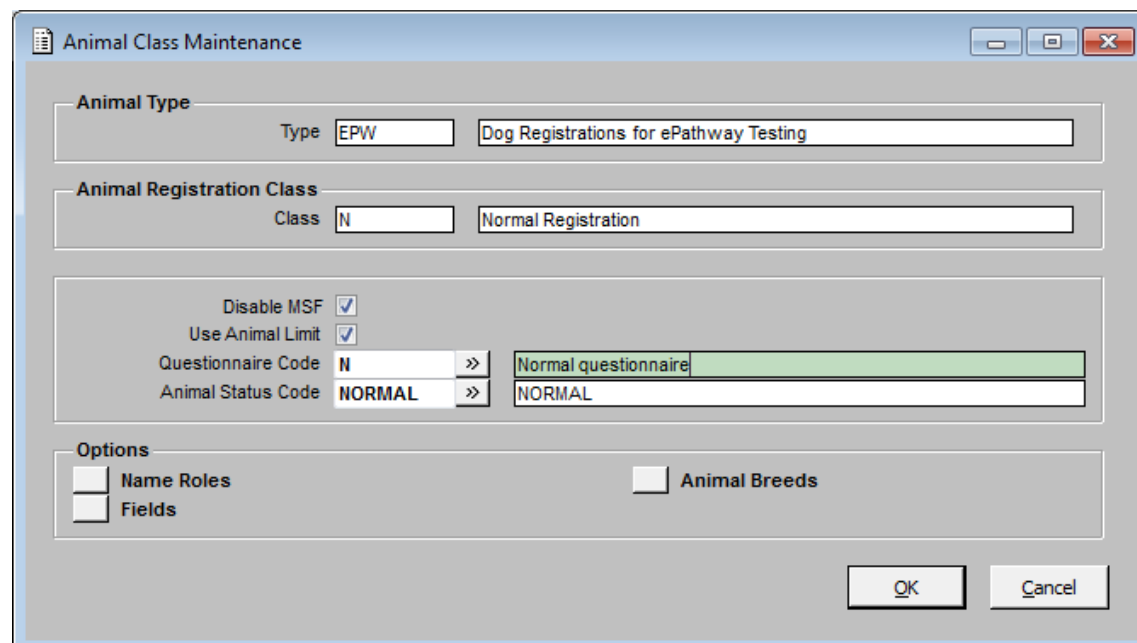 Animal Class Maintenance
Animal Type
Type EPW Dog Registrations for ePathway Testing
Animal Registration Class
Class N Normal Registration
Disable MSF
Use Animal Limit
Questionnaire Code N >> Normal questionnaire
Animal Status Code NORMAL >> NORMAL
Options
Name Roles Animal Breeds
Fields
OK Cancel